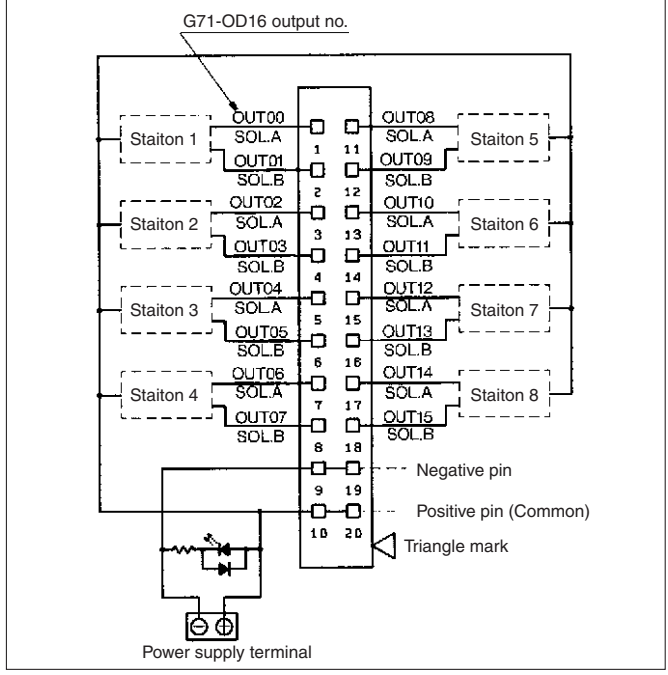 G71-OD16 output no.
OUT00 OUT08
Staiton 1 SOL.A SOL.A Staiton 5
1 11
OUT01 OUT09
SOL.B SOL.B
2 12
OUT02 OUT10
Staiton 2 SOL.A SOL.A Staiton 6
3 13
OUT03 OUT11
SOL.B SOL.B
4 14
OUT04 OUT12
Staiton 3 SOL.A SOL.A Staiton 7
5 15
OUT05 OUT13
SOL.B SOL.B
6 16
OUT06 OUT14
Staiton 4 SOL.A SOL.A Staiton 8
7 17
OUT07 OUT15
SOL.B SOL.B
8 18
Negative pin
9 19
Positive pin (Common)
10 20
Triangle mark
Power supply terminal